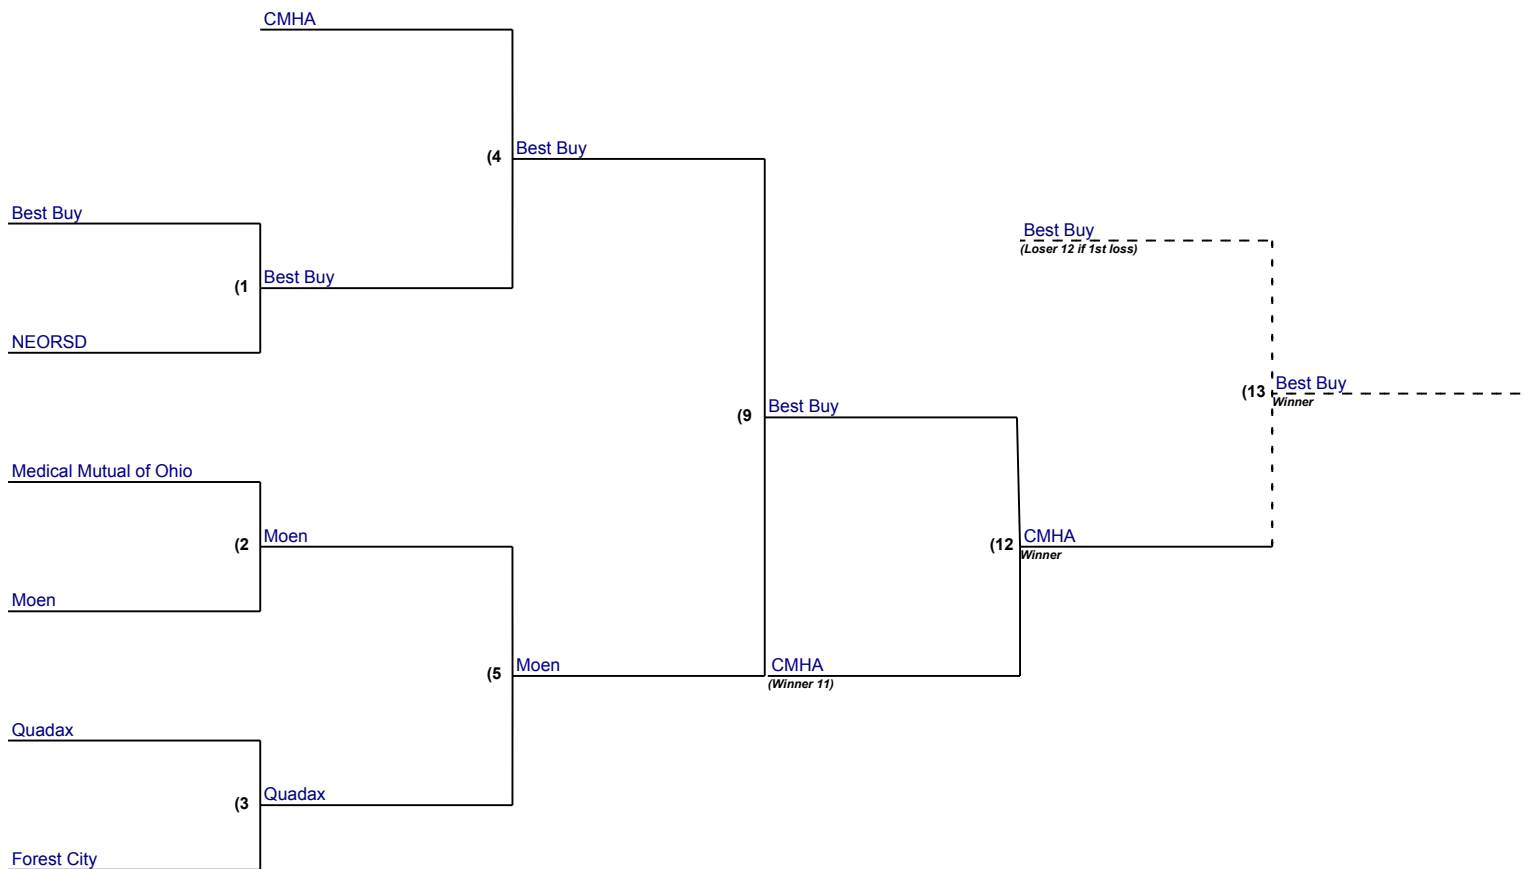 CMHA
(4
Best Buy
Best Buy
Best Buy
(Loser 12 if 1st loss)
(1
Best Buy
NEORSD
(13
Best Buy
Winner
(9
Best Buy
Medical Mutual of Ohio
(2
Moen
(12
CMHA
Winner
Moen
(5
Moen
CMHA
(Winner 11)
Quadax
(3
Quadax
Forest City